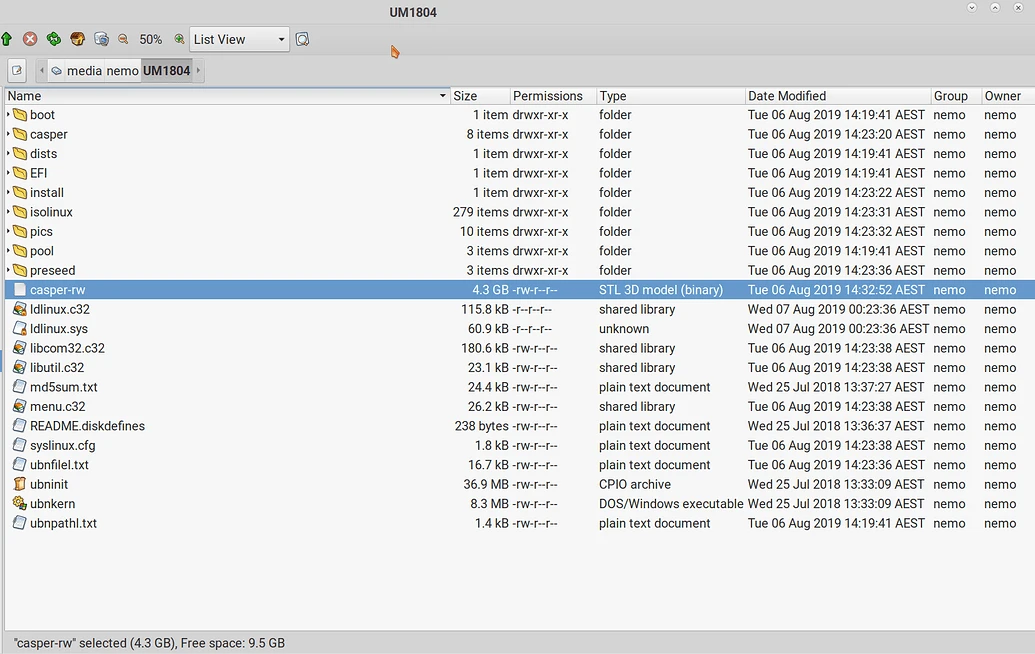 UM1804
50% List View
media nemo UM1804
Name Size Permissions Type Date Modified Group Owner
boot 1 item drwxr-xr-x folder Tue 06 Aug 2019 14:19:41 AEST nemo nemo
casper 8 items drwxr-xr-x folder Tue 06 Aug 2019 14:23:20 AEST nemo nemo
dists 1 item drwxr-xr-x folder Tue 06 Aug 2019 14:19:41 AEST nemo nemo
EFI 1 item drwxr-xr-x folder Tue 06 Aug 2019 14:19:41 AEST nemo nemo
install 1 item drwxr-xr-x folder Tue 06 Aug 2019 14:23:22 AEST nemo nemo
isolinux 279 items drwxr-xr-x folder Tue 06 Aug 2019 14:23:31 AEST nemo nemo
pics 10 items drwxr-xr-x folder Tue 06 Aug 2019 14:23:32 AEST nemo nemo
pool 3 items drwxr-xr-x folder Tue 06 Aug 2019 14:19:41 AEST nemo nemo
preseed 3 items drwxr-xr-x folder Tue 06 Aug 2019 14:23:36 AEST nemo nemo
casper-rw 4.3 GB -rw-r--r-- STL 3D model (binary) Tue 06 Aug 2019 14:32:52 AEST nemo nemo
ldlinux.c32 115.8 kB -r--r--r-- shared library Wed 07 Aug 2019 00:23:36 AEST nemo nemo
ldlinux.sys 60.9 kB -r--r--r-- unknown Wed 07 Aug 2019 00:23:36 AEST nemo nemo
libcom32.c32 180.6 kB -rw-r--r-- shared library Tue 06 Aug 2019 14:23:38 AEST nemo nemo
libutil.c32 23.1 kB -rw-r--r-- shared library Tue 06 Aug 2019 14:23:38 AEST nemo nemo
md5sum.txt 24.4 kB -rw-r--r-- plain text document Wed 25 Jul 2018 13:37:27 AEST nemo nemo
menu.c32 26.2 kB -rw-r--r-- shared library Tue 06 Aug 2019 14:23:38 AEST nemo nemo
README.diskdefines 238 bytes -rw-r--r-- plain text document Wed 25 Jul 2018 13:36:37 AEST nemo nemo
syslinux.cfg 1.8 kB -rw-r--r-- plain text document Tue 06 Aug 2019 14:23:38 AEST nemo nemo
ubnfilel.txt 16.7 kB -rw-r--r-- plain text document Tue 06 Aug 2019 14:23:36 AEST nemo nemo
ubninit 36.9 MB -rw-r--r-- CPIO archive Wed 25 Jul 2018 13:33:09 AEST nemo nemo
ubnkern 8.3 MB -rw-r--r-- DOS/Windows executable Wed 25 Jul 2018 13:33:09 AEST nemo nemo
ubnpathl.txt 1.4 kB -rw-r--r-- plain text document Tue 06 Aug 2019 14:19:41 AEST nemo nemo
"casper-rw" selected (4.3 GB), Free space: 9.5 GB